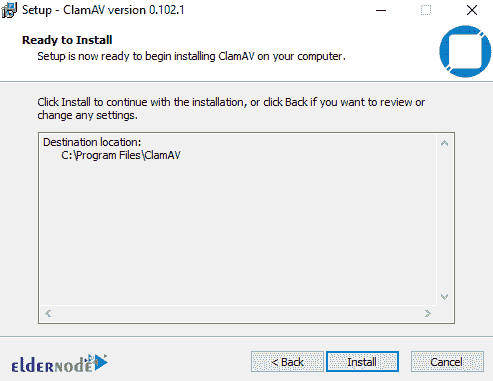 Setup - ClamAV version 0.102.1
Ready to Install
Setup is now ready to begin installing ClamAV on your computer.
Click Install to continue with the installation, or click Back if you want to review or
change any settings.
Destination location:
C:\Program Files\ClamAV
elderNode
< Back
Install
Cancel